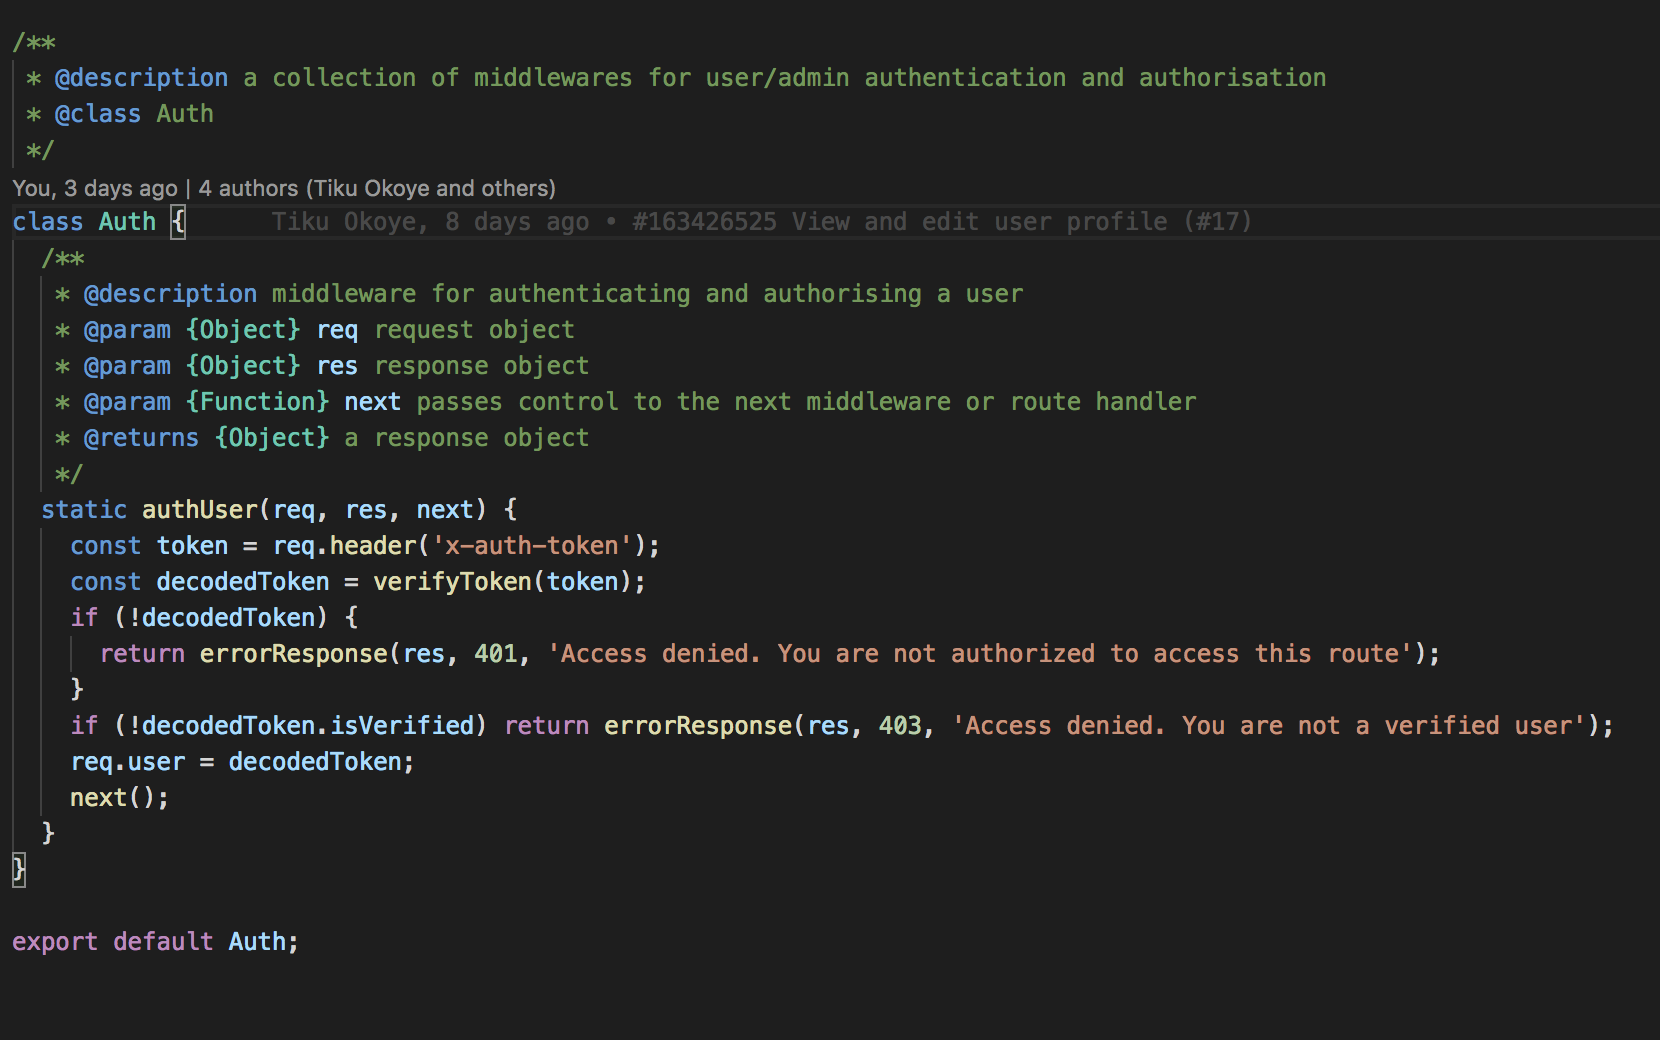 /**
 * @description a collection of middlewares for user/admin authentication and authorisation
 * @class Auth
 */
You, 3 days ago | 4 authors (Tiku Okoye and others)
class Auth {      Tiku Okoye, 8 days ago • #163426525 View and edit user profile (#17)
  /**
   * @description middleware for authenticating and authorising a user
   * @param {Object} req request object
   * @param {Object} res response object
   * @param {Function} next passes control to the next middleware or route handler
   * @returns {Object} a response object
   */
  static authUser(req, res, next) {
    const token = req.header('x-auth-token');
    const decodedToken = verifyToken(token);
    if (!decodedToken) {
      return errorResponse(res, 401, 'Access denied. You are not authorized to access this route');
    }
    if (!decodedToken.isVerified) return errorResponse(res, 403, 'Access denied. You are not a verified user');
    req.user = decodedToken;
    next();
  }
}
export default Auth;